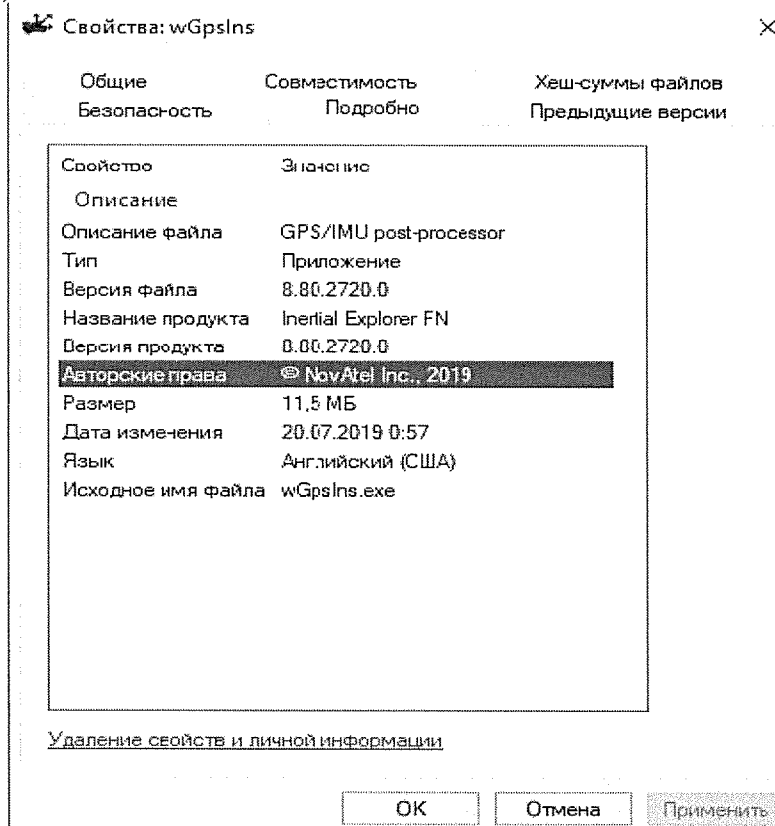 Свойства: wGpsIns
Общие Совместимость Хеш-суммы файлов
Безопасность Подробно Предыдущие версии
Свойство Значение
Описание
Описание файла GPS/IMU post-processor
Тип Приложение
Версия файла 8.80.2720.0
Название продукта Inertial Explorer FN
Версия продукта 8.80.2720.0
Авторские права © NovAtel Inc., 2019
Размер 11,5 МБ
Дата изменения 20.07.2019 0:57
Язык Английский (США)
Исходное имя файла wGpsIns.exe
Удаление свойств и личной информации
ОК Отмена Применить